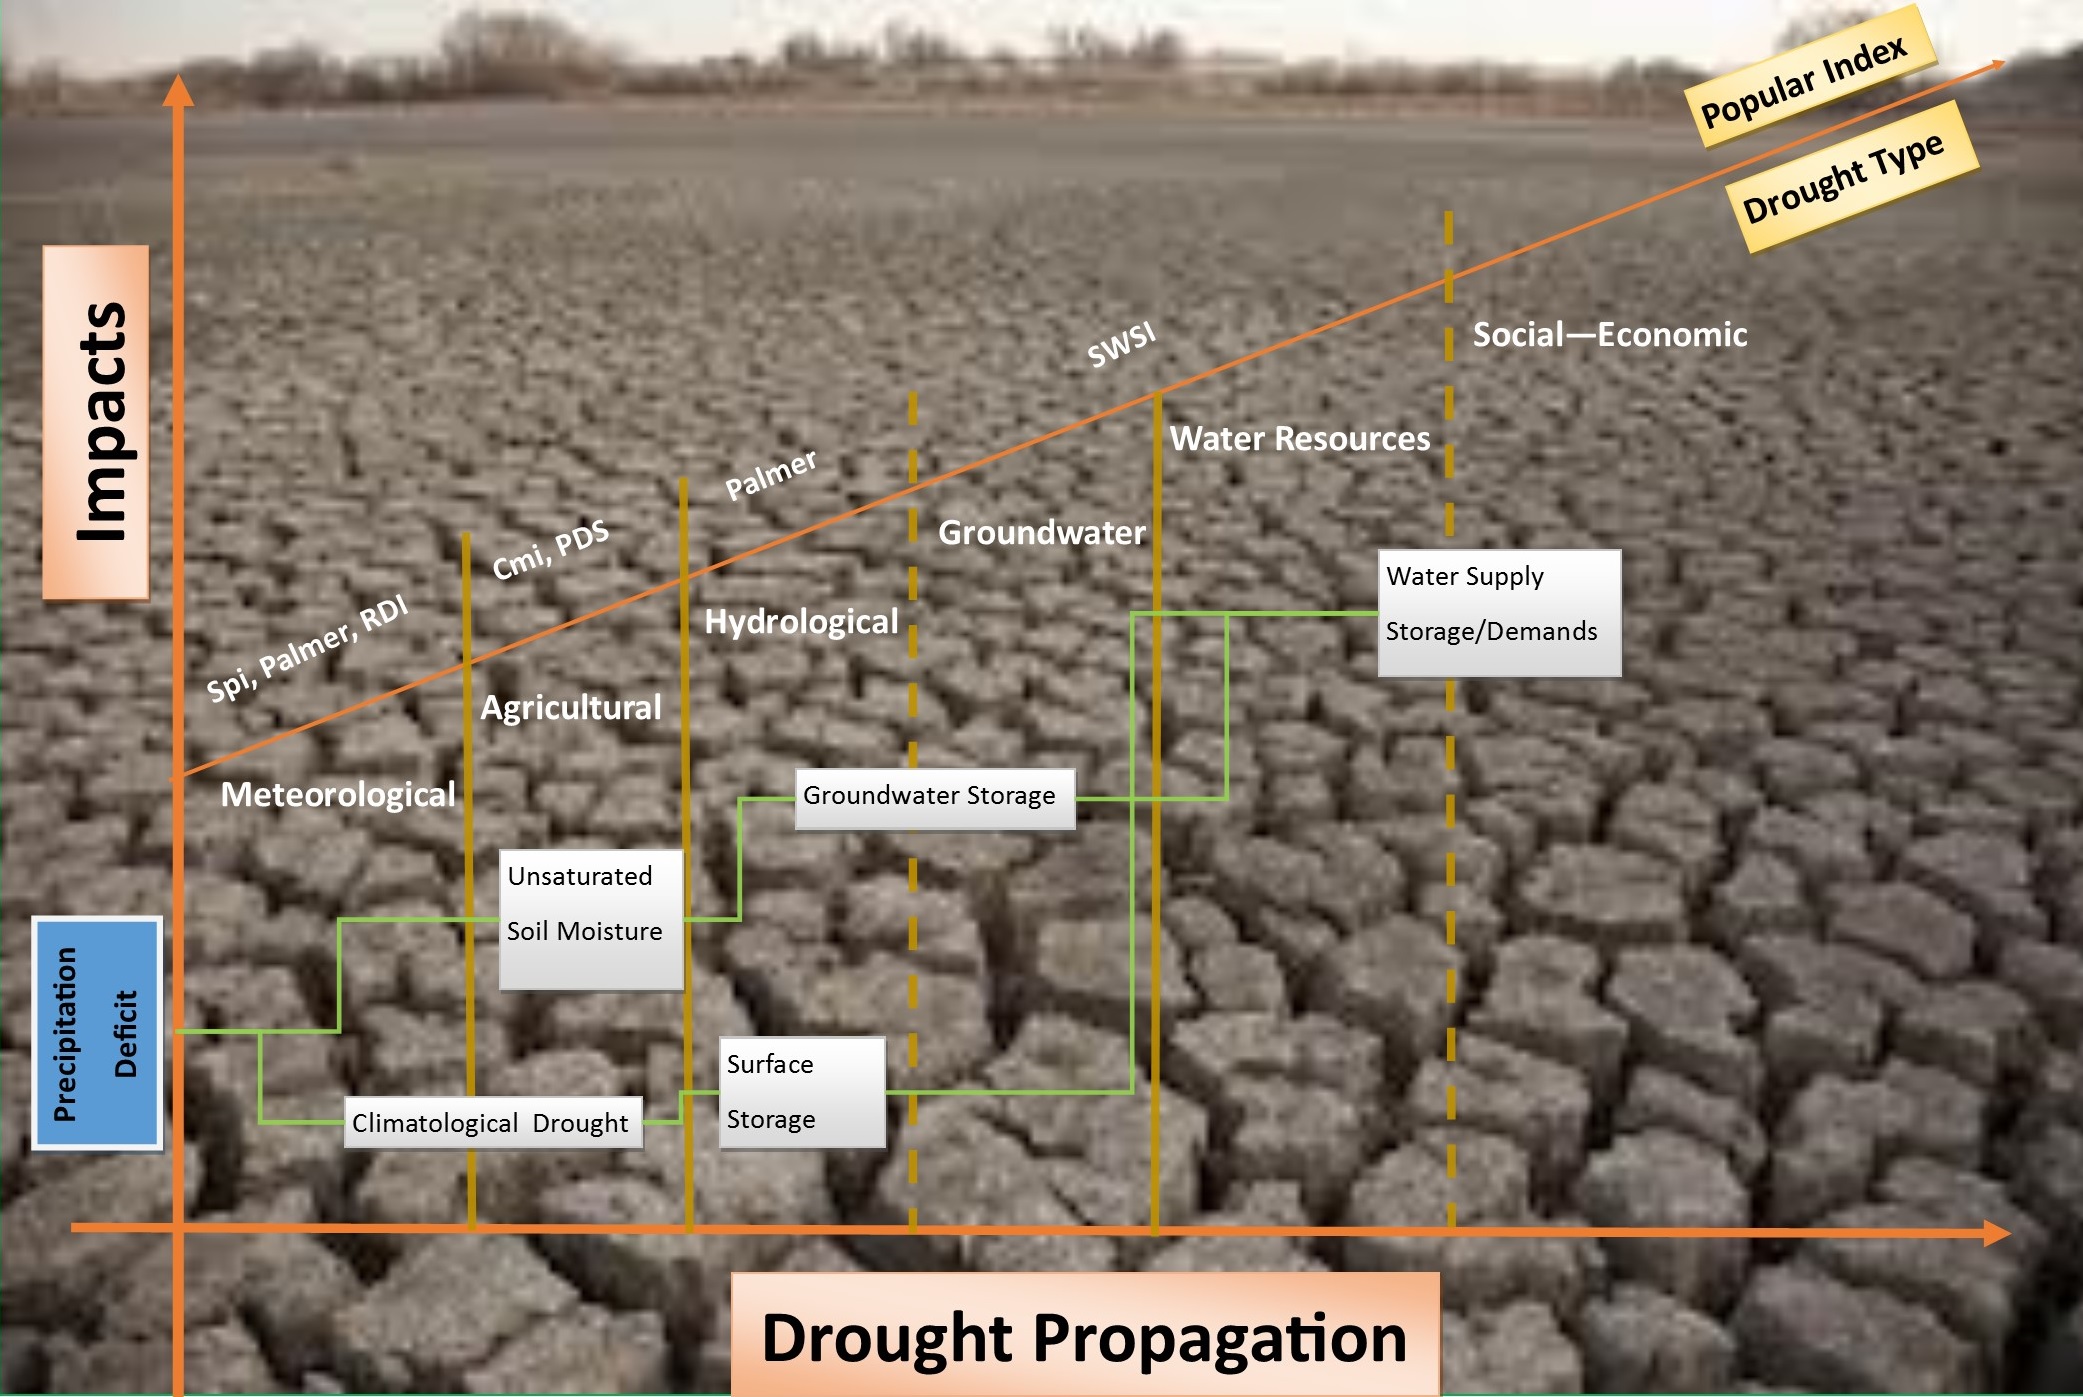 Popular Index
Drought Type
Impacts
Social—Economic
SWSI
Water Resources
Palmer
Groundwater
Cmi, PDS
Hydrological
Spi, Palmer, RDI
Agricultural
Meteorological
Water Supply
Storage/Demands
Groundwater Storage
Unsaturated
Soil Moisture
Precipitation
Deficit
Surface
Storage
Climatological Drought
Drought Propagation